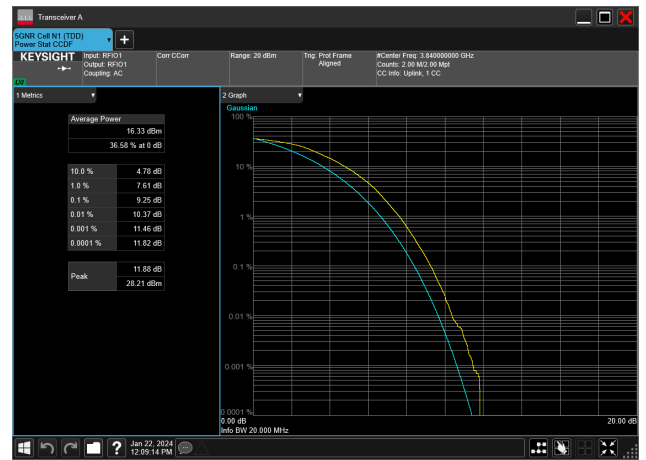 Transceiver A
5GNR Cell N1 (TDD)
Power Stat CCDF
KEYSIGHT
Input: RFIO1
Output: RFIO1
Coupling: AC
Corr CCorr
Range: 20 dBm
Trig: Prot Frame
Aligned
#Center Freq: 3.840000000 GHz
Counts: 2.00 M/2.00 Mpt
CC Info: Uplink, 1 CC
1 Metrics
Average Power
16.33 dBm
36.58 % at 0 dB
10.0 % 4.78 dB
1.0 % 7.61 dB
0.1 % 9.25 dB
0.01 % 10.37 dB
0.001 % 11.46 dB
0.0001 % 11.82 dB
Peak
11.88 dB
28.21 dBm
2 Graph
Gaussian
100 %
10 %
1 %
0.1 %
0.01 %
0.001 %
0.0001 %
0.00 dB
20.00 dB
Info BW 20.000 MHz
?
Jan 22, 2024
12:09:14 PM